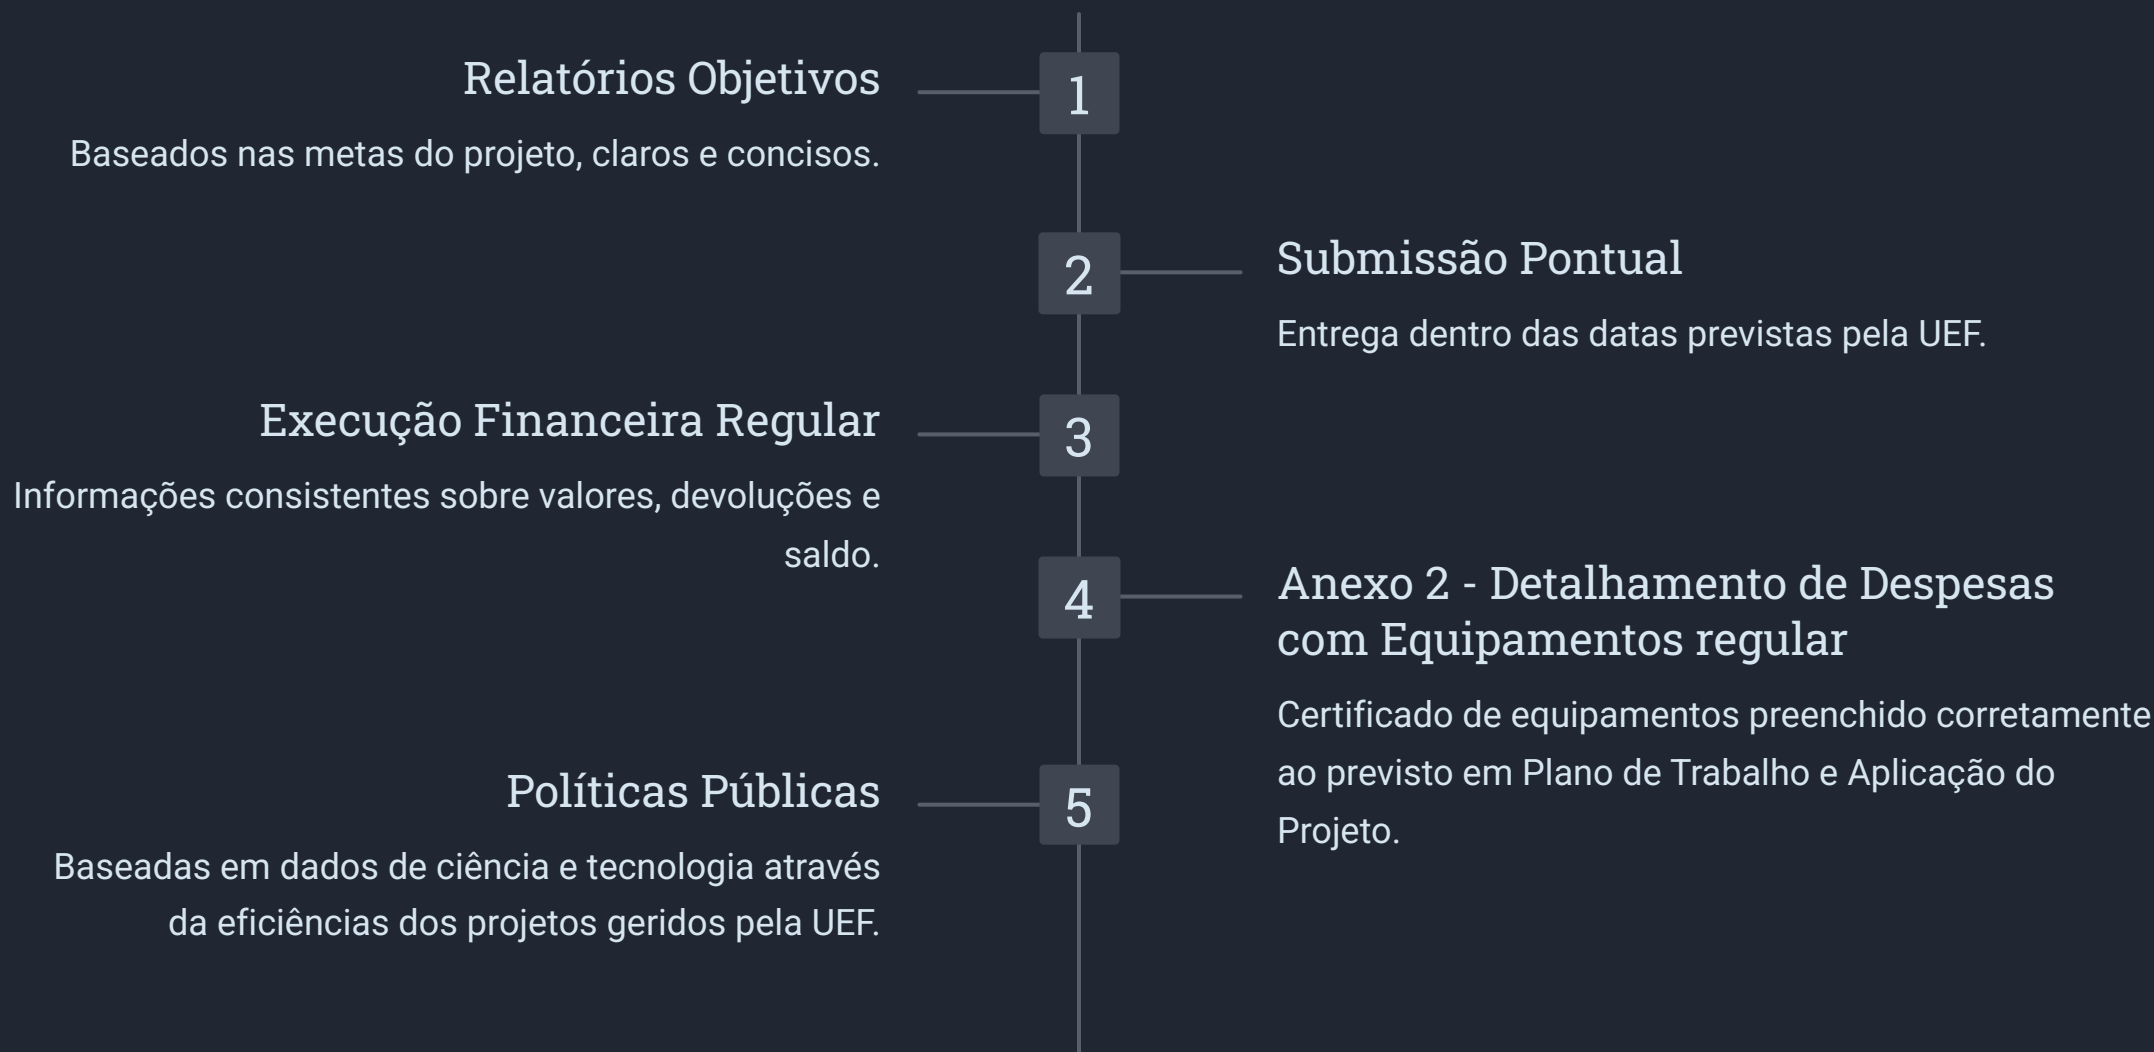 Relatórios Objetivos
1
Baseados nas metas do projeto, claros e concisos.
2
Submissão Pontual
Entrega dentro das datas previstas pela UEF.
3
Execução Financeira Regular
Informações consistentes sobre valores, devoluções e
saldo.
4
Anexo 2 - Detalhamento de Despesas
com Equipamentos regular
Certificado de equipamentos preenchido corretamente
ao previsto em Plano de Trabalho e Aplicação do
Projeto.
5
Políticas Públicas
Baseadas em dados de ciência e tecnologia através
da eficiências dos projetos geridos pela UEF.